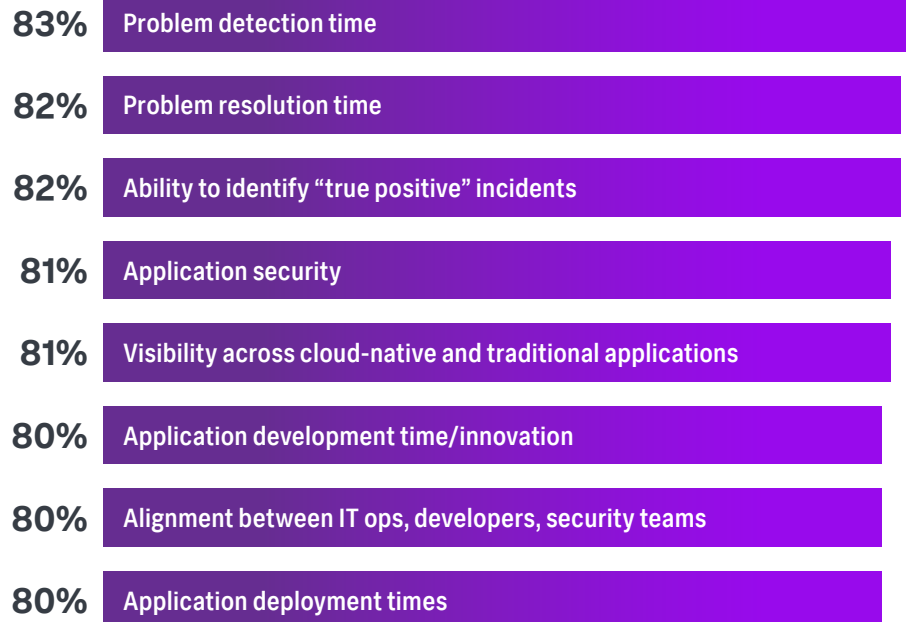 83% Problem detection time
82% Problem resolution time
82% Ability to identify “true positive” incidents
81% Application security
81% Visibility across cloud-native and traditional applications
80% Application development time/innovation
80% Alignment between IT ops, developers, security teams
80% Application deployment times